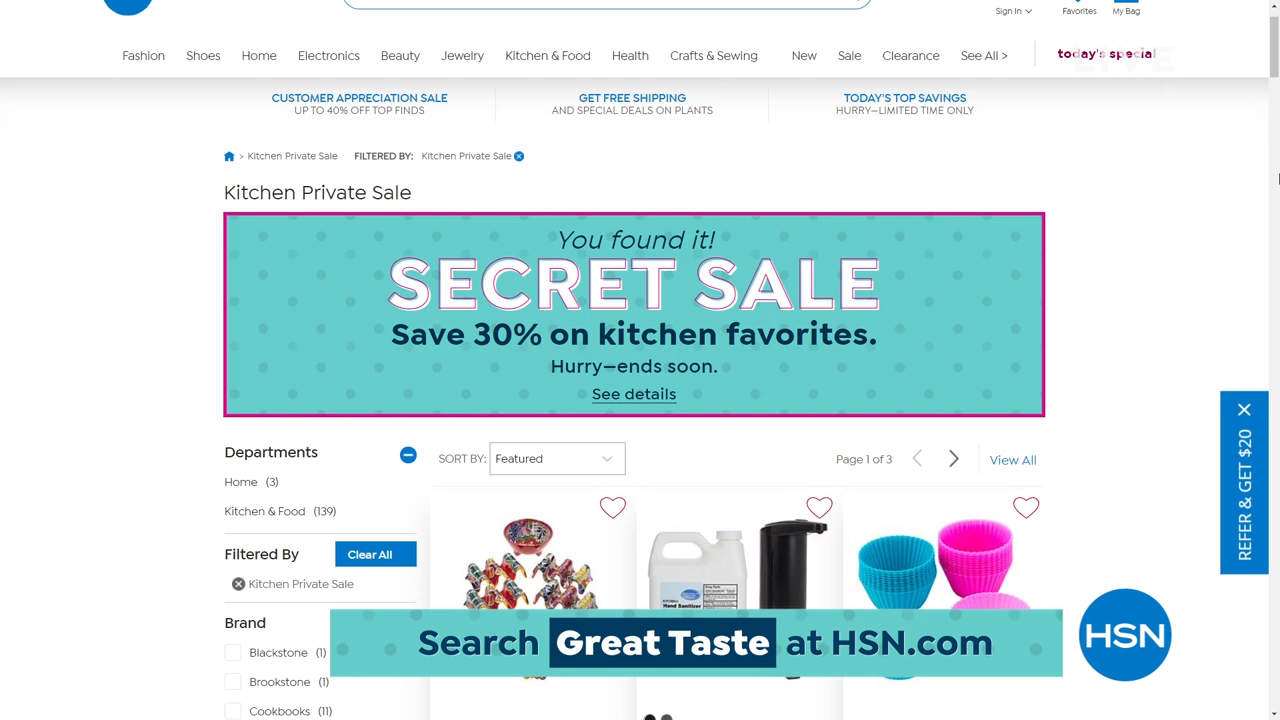 Sign In
Favorites
My Bag
Fashion
Shoes
Home
Electronics
Beauty
Jewelry
Kitchen & Food
Health
Crafts & Sewing
New
Sale
Clearance
See All >
today's special
CUSTOMER APPRECIATION SALE
UP TO 40% OFF TOP FINDS
GET FREE SHIPPING
AND SPECIAL DEALS ON PLANTS
TODAY'S TOP SAVINGS
HURRY—LIMITED TIME ONLY
> Kitchen Private Sale
FILTERED BY:
Kitchen Private Sale
Kitchen Private Sale
You found it!
SECRET SALE
Save 30% on kitchen favorites.
Hurry—ends soon.
See details
REFER & GET $20
Departments
Home (3)
Kitchen & Food (139)
SORT BY:
Featured
Page 1 of 3
View All
Filtered By
Clear All
Kitchen Private Sale
Brand
Blackstone (1)
Brookstone (1)
Cookbooks (11)
Hand Sanitizer
Search Great Taste at HSN.com
HSN